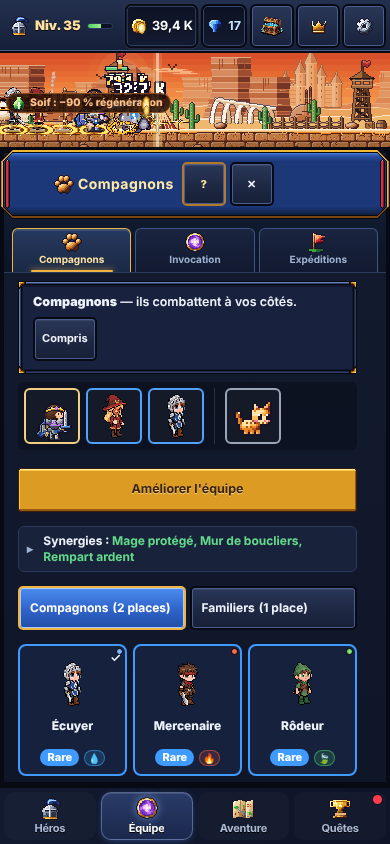 Niv. 35
39,4 K
17
Soif : −90 % régénération
Compagnons
?
×
Compagnons
Invocation
Expéditions
Compagnons — ils combattent à vos côtés.
Compris
Améliorer l'équipe
Synergies : Mage protégé, Mur de boucliers,
Rempart ardent
Compagnons (2 places)
Familiers (1 place)
Écuyer
Mercenaire
Rôdeur
Rare
Rare
Rare
Héros
Équipe
Aventure
Quêtes